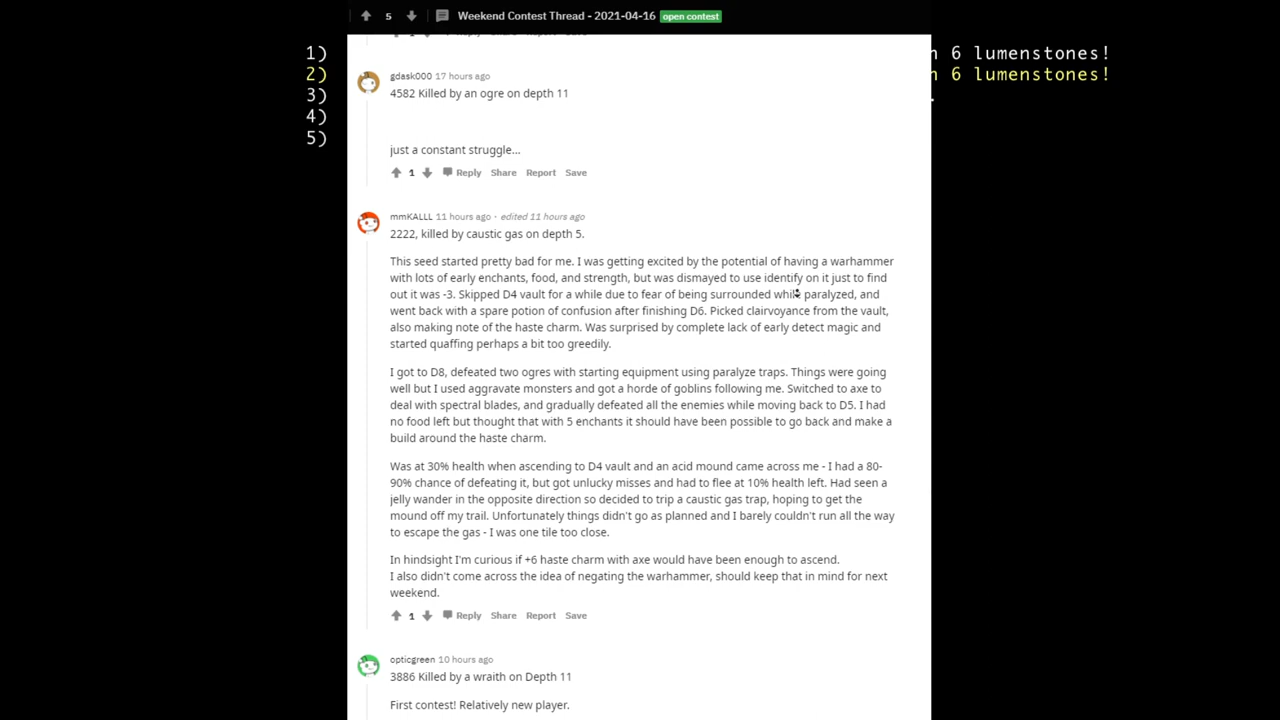 5 Weekend Contest Thread - 2021-04-16 open contest
1) n 6 lumenstones!
2) n 6 lumenstones!
3) .
4)
5)
gdask000 17 hours ago
4582 Killed by an ogre on depth 11
just a constant struggle...
1 Reply Share Report Save
mmKALLL 11 hours ago · edited 11 hours ago
2222, killed by caustic gas on depth 5.
This seed started pretty bad for me. I was getting excited by the potential of having a warhammer
with lots of early enchants, food, and strength, but was dismayed to use identify on it just to find
out it was -3. Skipped D4 vault for a while due to fear of being surrounded while paralyzed, and
went back with a spare potion of confusion after finishing D6. Picked clairvoyance from the vault,
also making note of the haste charm. Was surprised by complete lack of early detect magic and
started quaffing perhaps a bit too greedily.
I got to D8, defeated two ogres with starting equipment using paralyze traps. Things were going
well but I used aggravate monsters and got a horde of goblins following me. Switched to axe to
deal with spectral blades, and gradually defeated all the enemies while moving back to D5. I had
no food left but thought that with 5 enchants it should have been possible to go back and make a
build around the haste charm.
Was at 30% health when ascending to D4 vault and an acid mound came across me - I had a 80-
90% chance of defeating it, but got unlucky misses and had to flee at 10% health left. Had seen a
jelly wander in the opposite direction so decided to trip a caustic gas trap, hoping to get the
mound off my trail. Unfortunately things didn't go as planned and I barely couldn't run all the way
to escape the gas - I was one tile too close.
In hindsight I'm curious if +6 haste charm with axe would have been enough to ascend.
I also didn't come across the idea of negating the warhammer, should keep that in mind for next
weekend.
1 Reply Share Report Save
opticgreen 10 hours ago
3886 Killed by a wraith on Depth 11
First contest! Relatively new player.